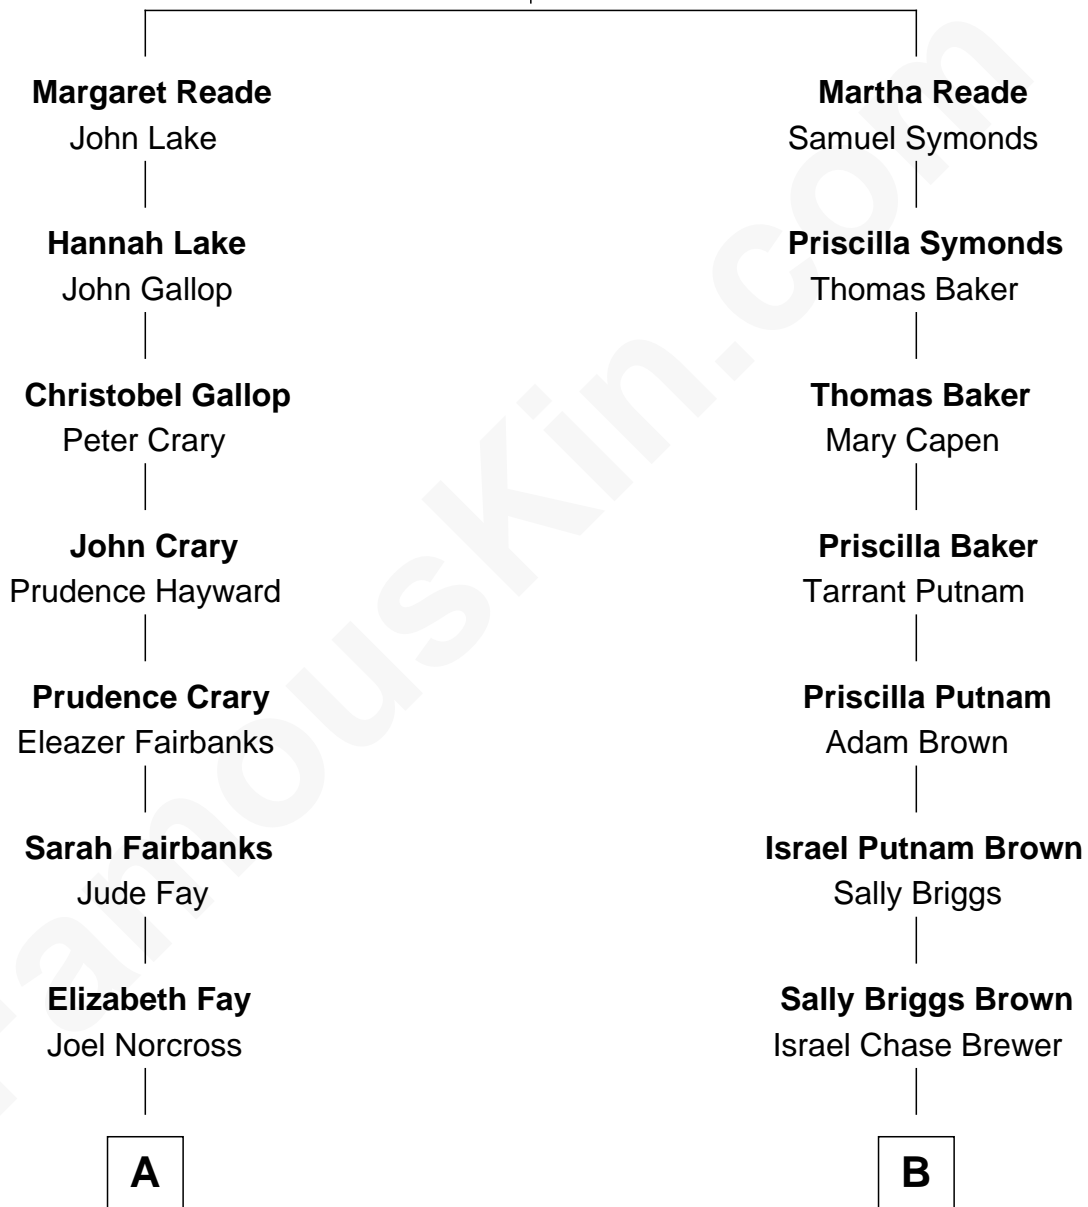 Margaret Reade
John Lake
Hannah Lake
John Gallop
Christobel Gallop
Peter Crary
John Crary
Prudence Hayward
Prudence Crary
Eleazer Fairbanks
Sarah Fairbanks
Jude Fay
Elizabeth Fay
Joel Norcross
A
Martha Reade
Samuel Symonds
Priscilla Symonds
Thomas Baker
Thomas Baker
Mary Capen
Priscilla Baker
Tarrant Putnam
Priscilla Putnam
Adam Brown
Israel Putnam Brown
Sally Briggs
Sally Briggs Brown
Israel Chase Brewer
B
FamousKin.com